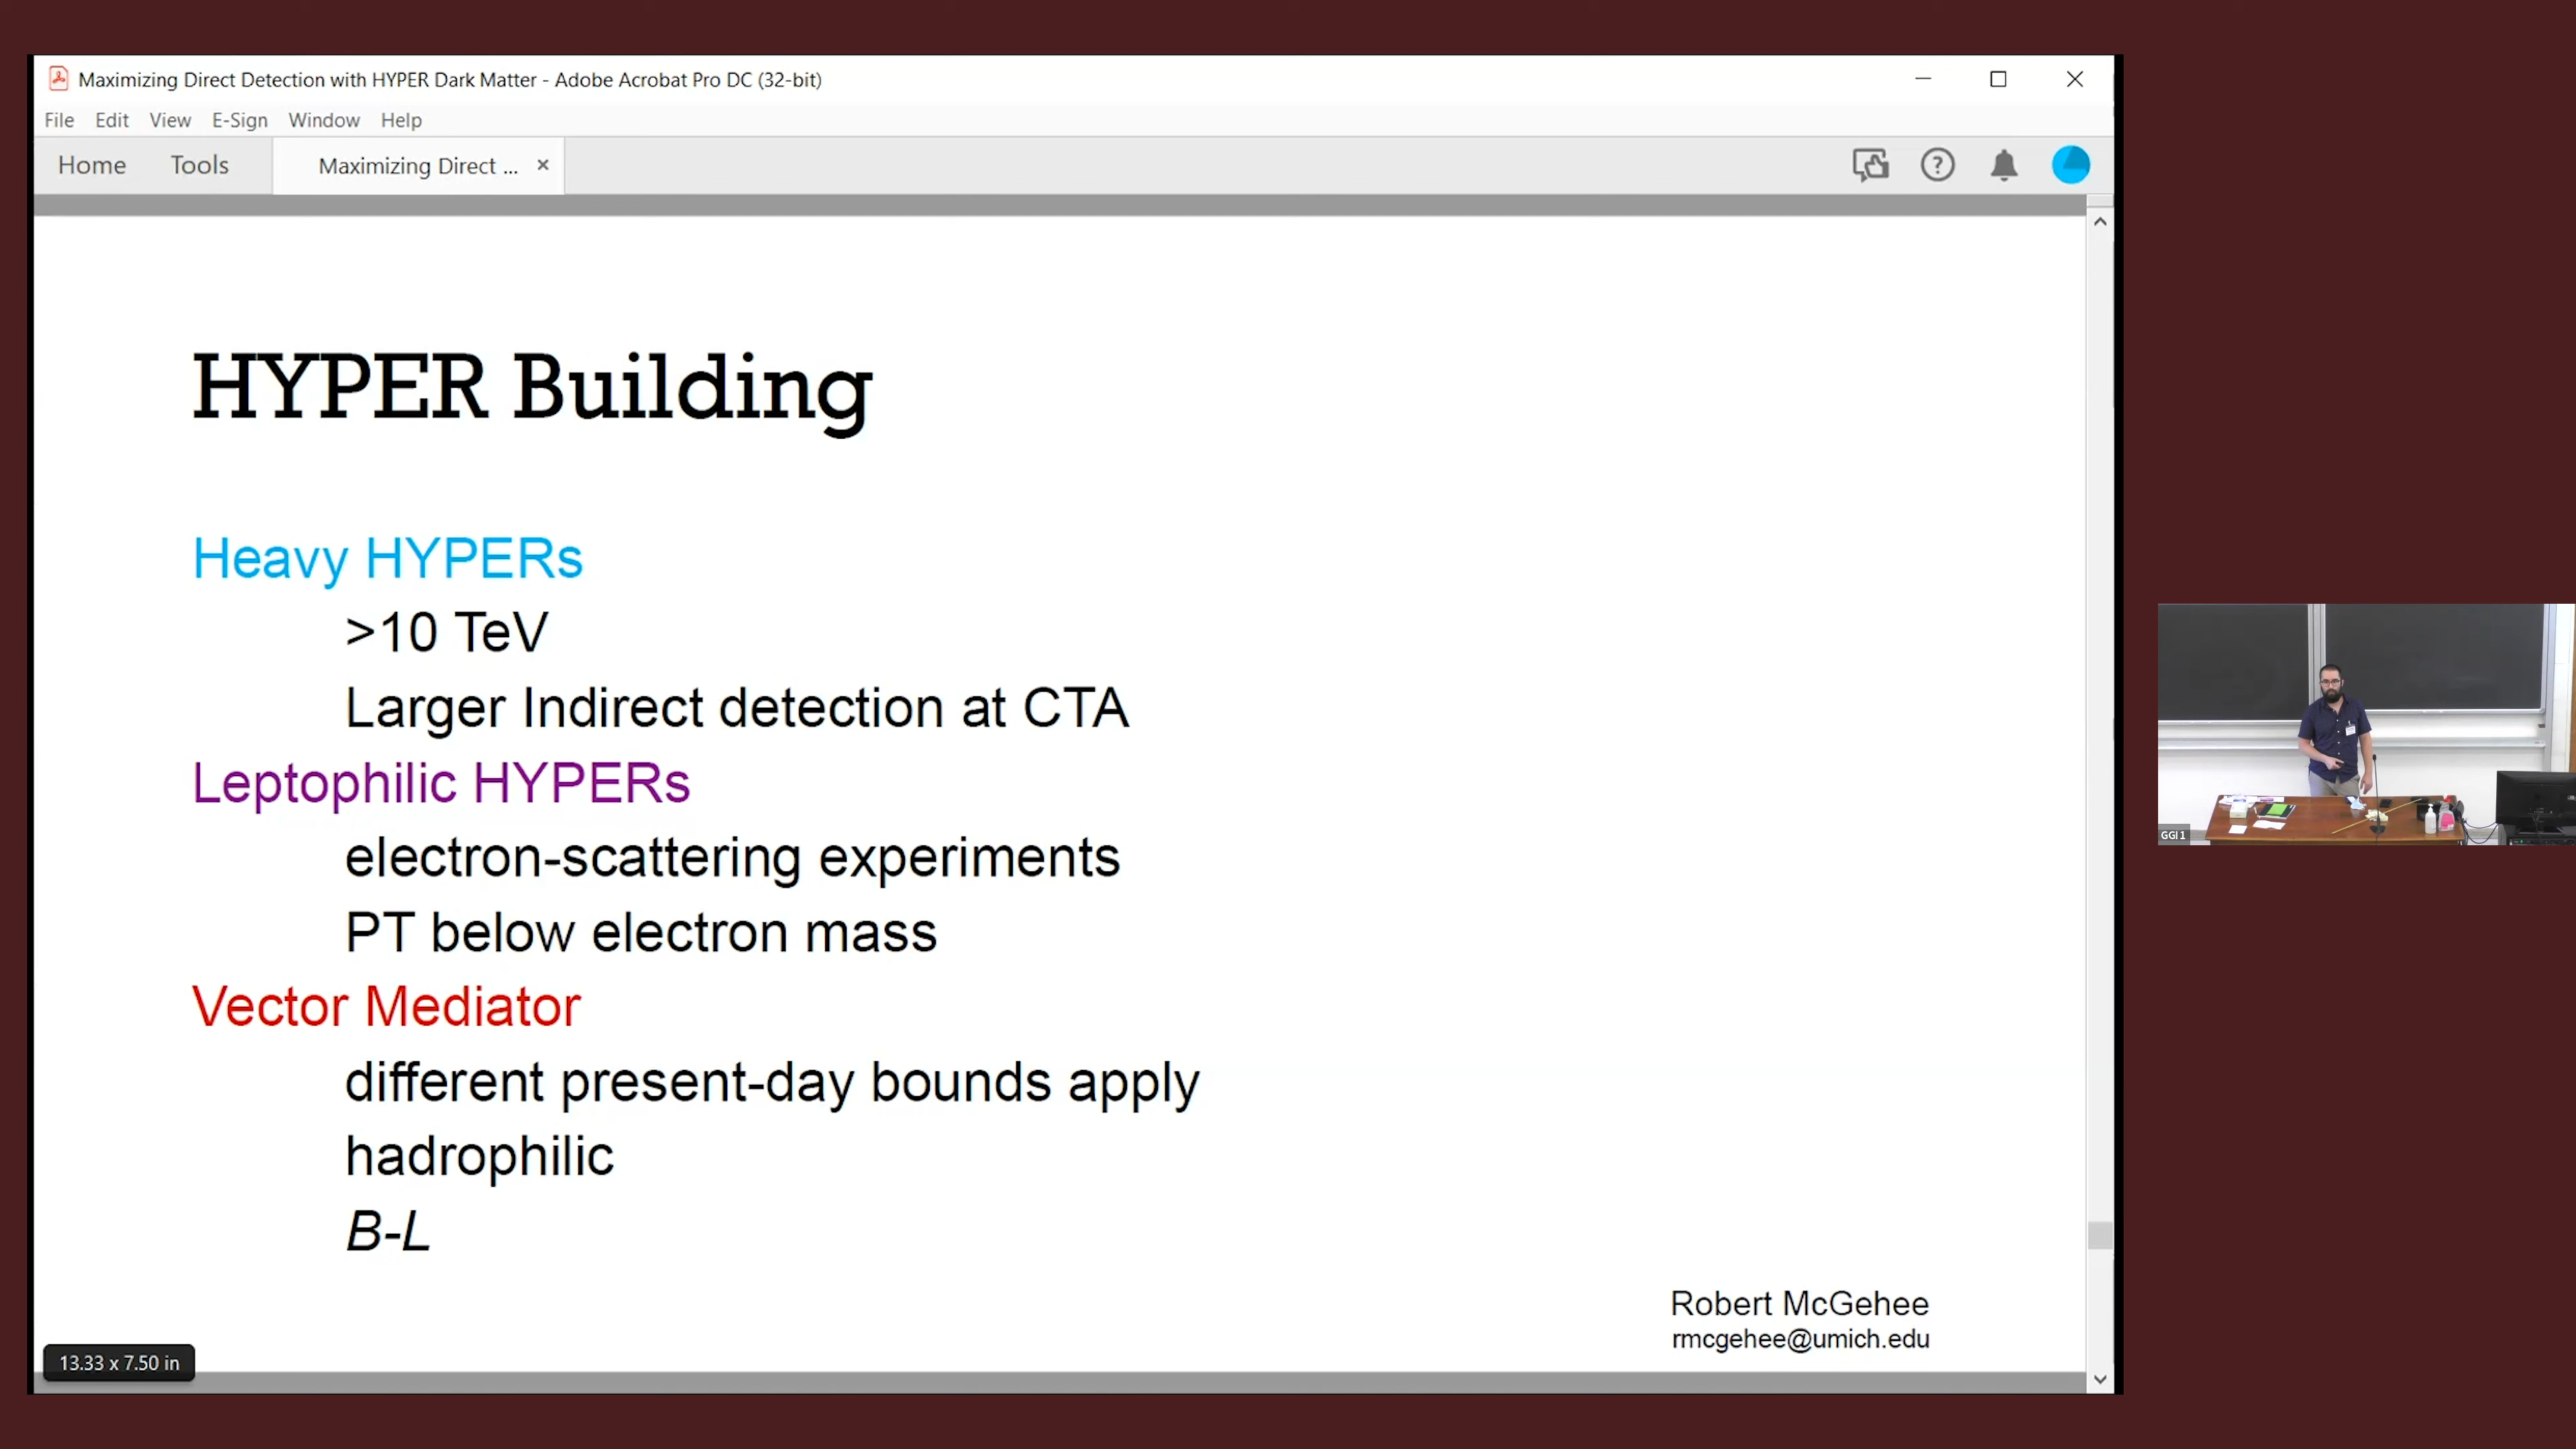 Maximizing Direct Detection with HYPER Dark Matter - Adobe Acrobat Pro DC (32-bit)
File Edit View E-Sign Window Help
Home Tools Maximizing Direct ...
HYPER Building
Heavy HYPERs
>10 TeV
Larger Indirect detection at CTA
Leptophilic HYPERs
electron-scattering experiments
PT below electron mass
Vector Mediator
different present-day bounds apply
hadrophilic
B-L
Robert McGehee
rmcgehee@umich.edu
13.33 x 7.50 in
GGI 1